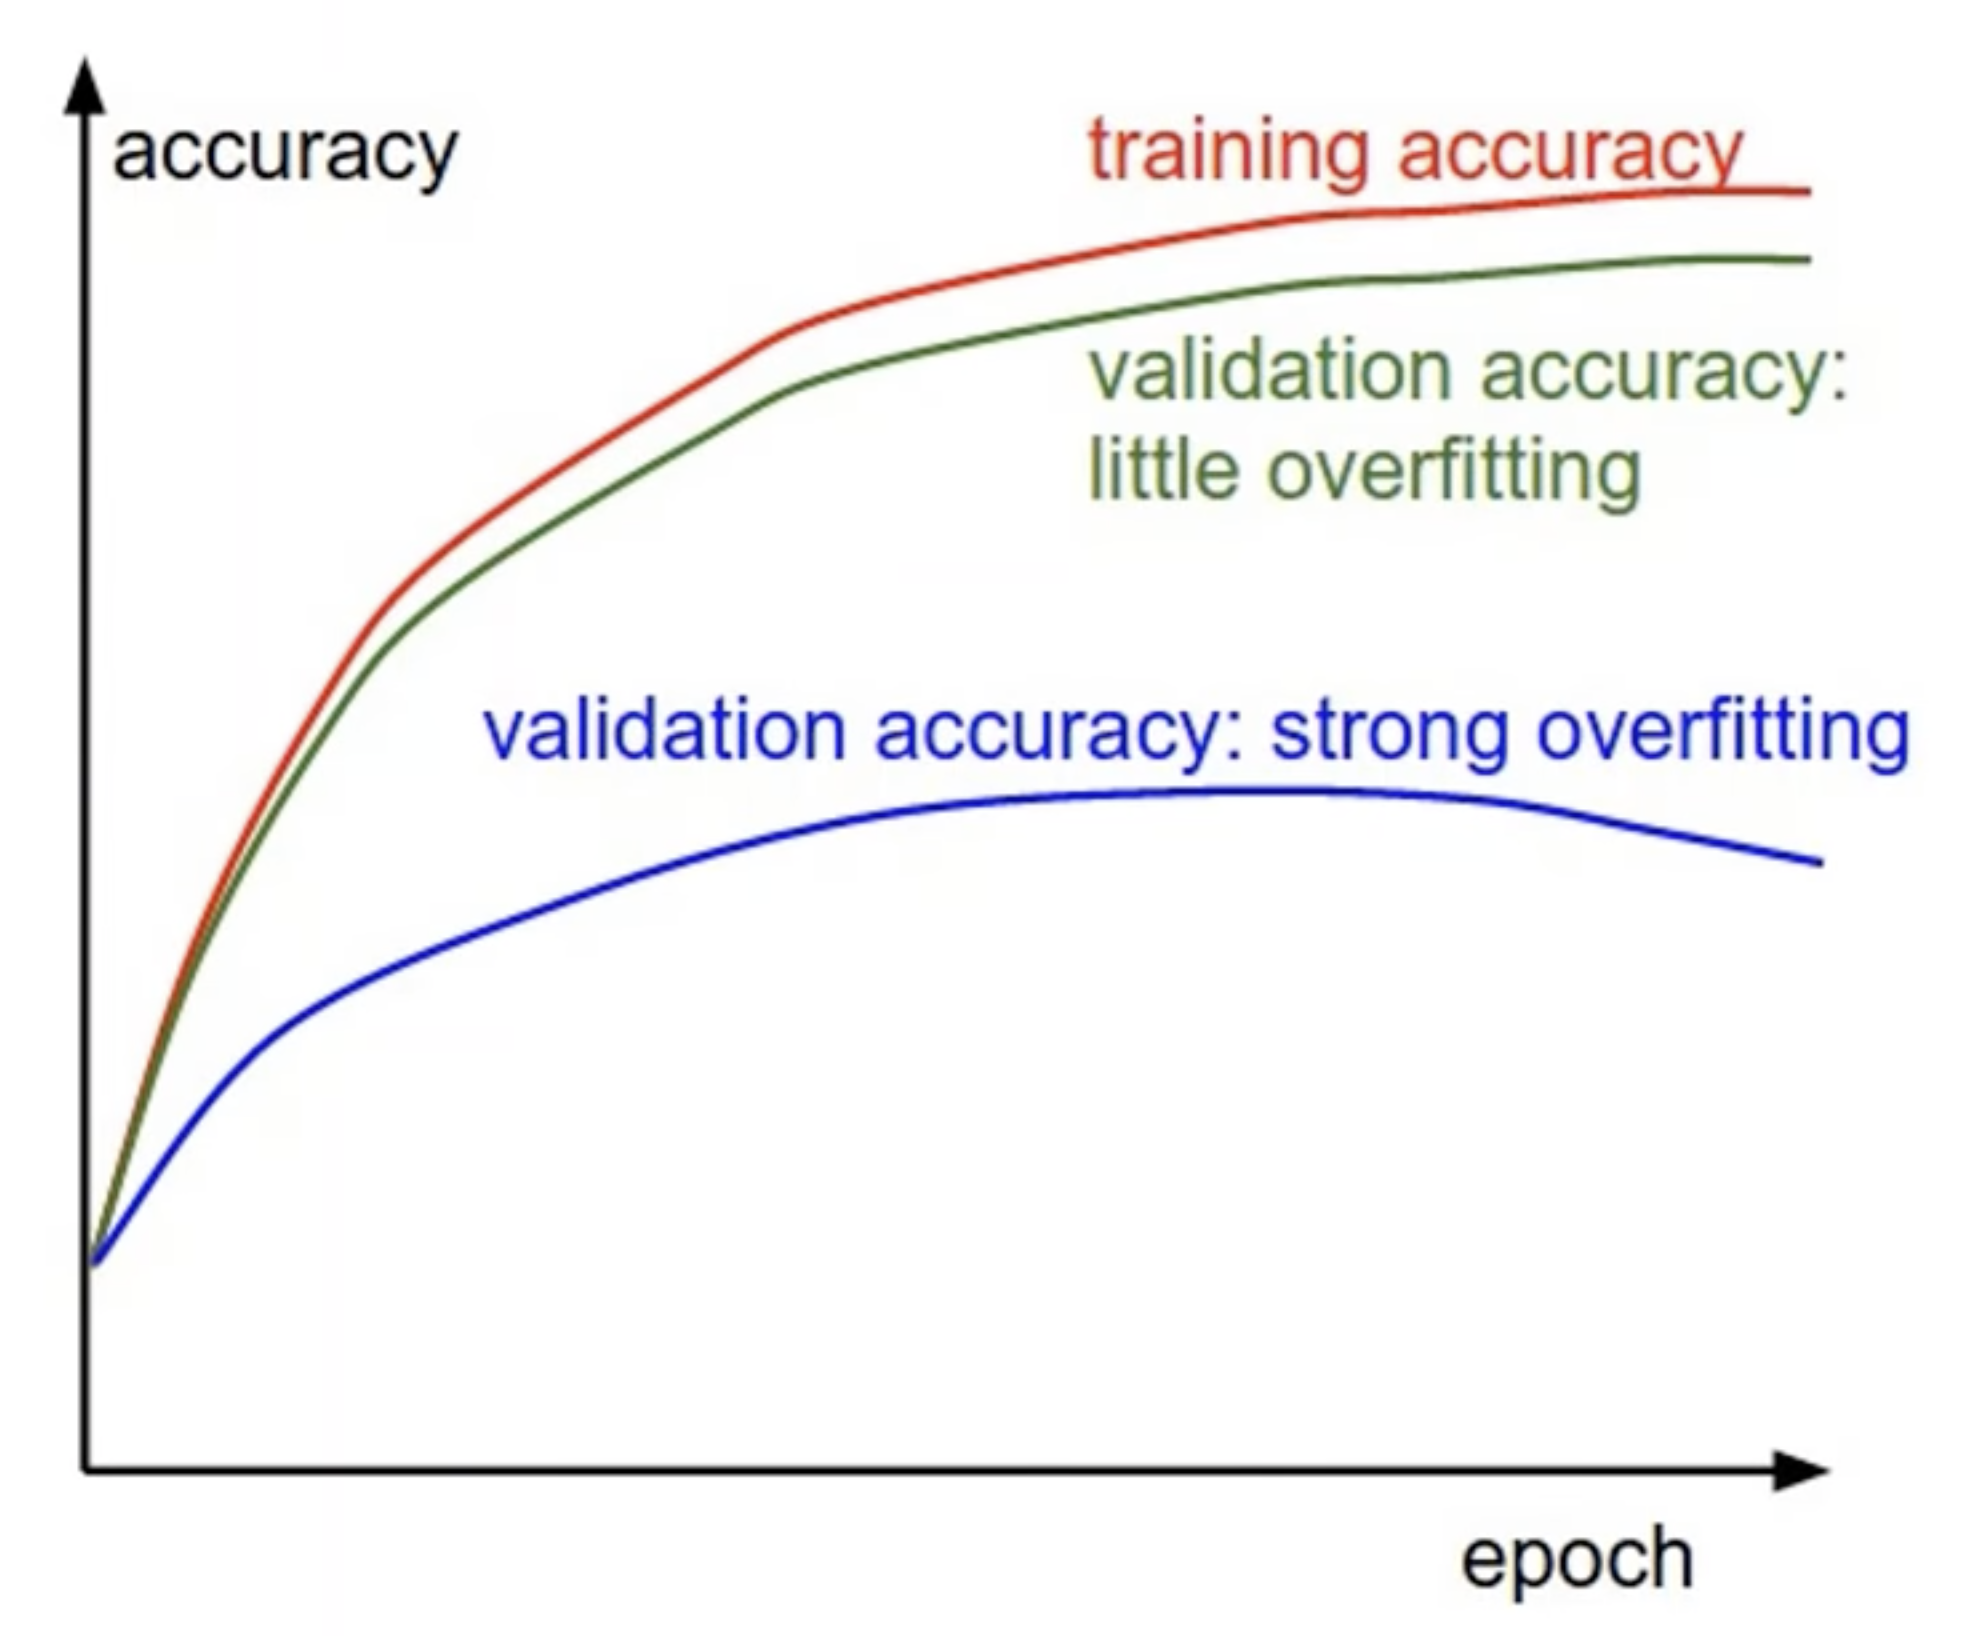 accuracy
training accuracy
validation accuracy:
little overfitting
validation accuracy: strong overfitting
epoch